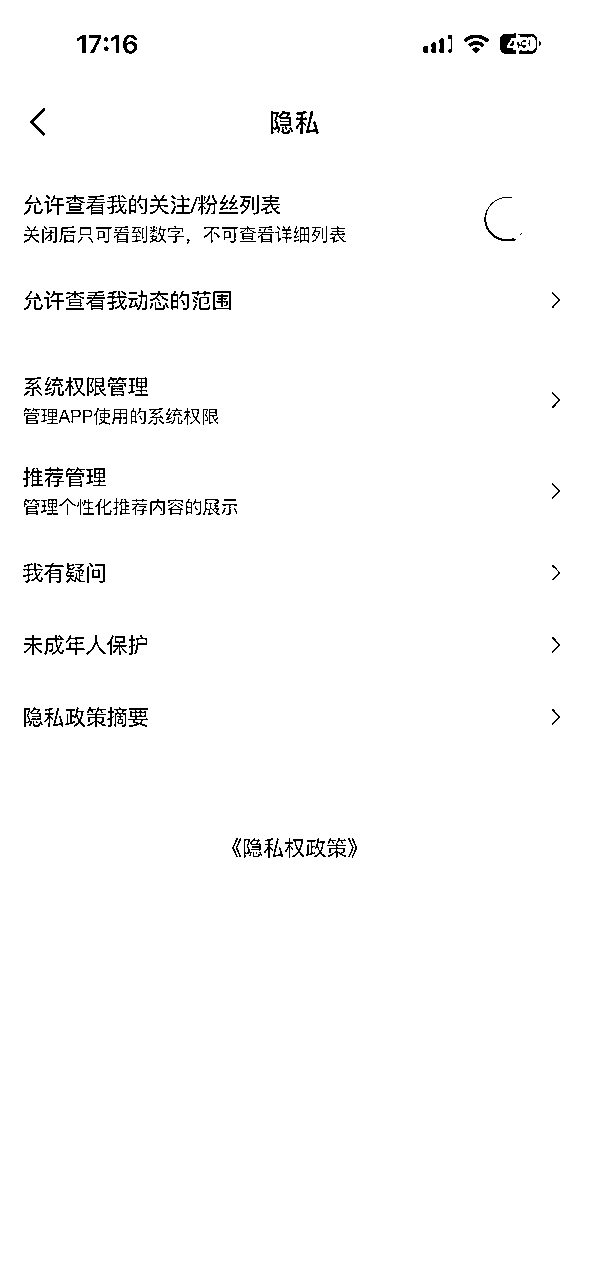 17:16
隐私
允许查看我的关注/粉丝列表
关闭后只可看到数字，不可查看详细列表
允许查看我动态的范围
系统权限管理
管理APP使用的系统权限
推荐管理
管理个性化推荐内容的展示
我有疑问
未成年人保护
隐私政策摘要
《隐私权政策》